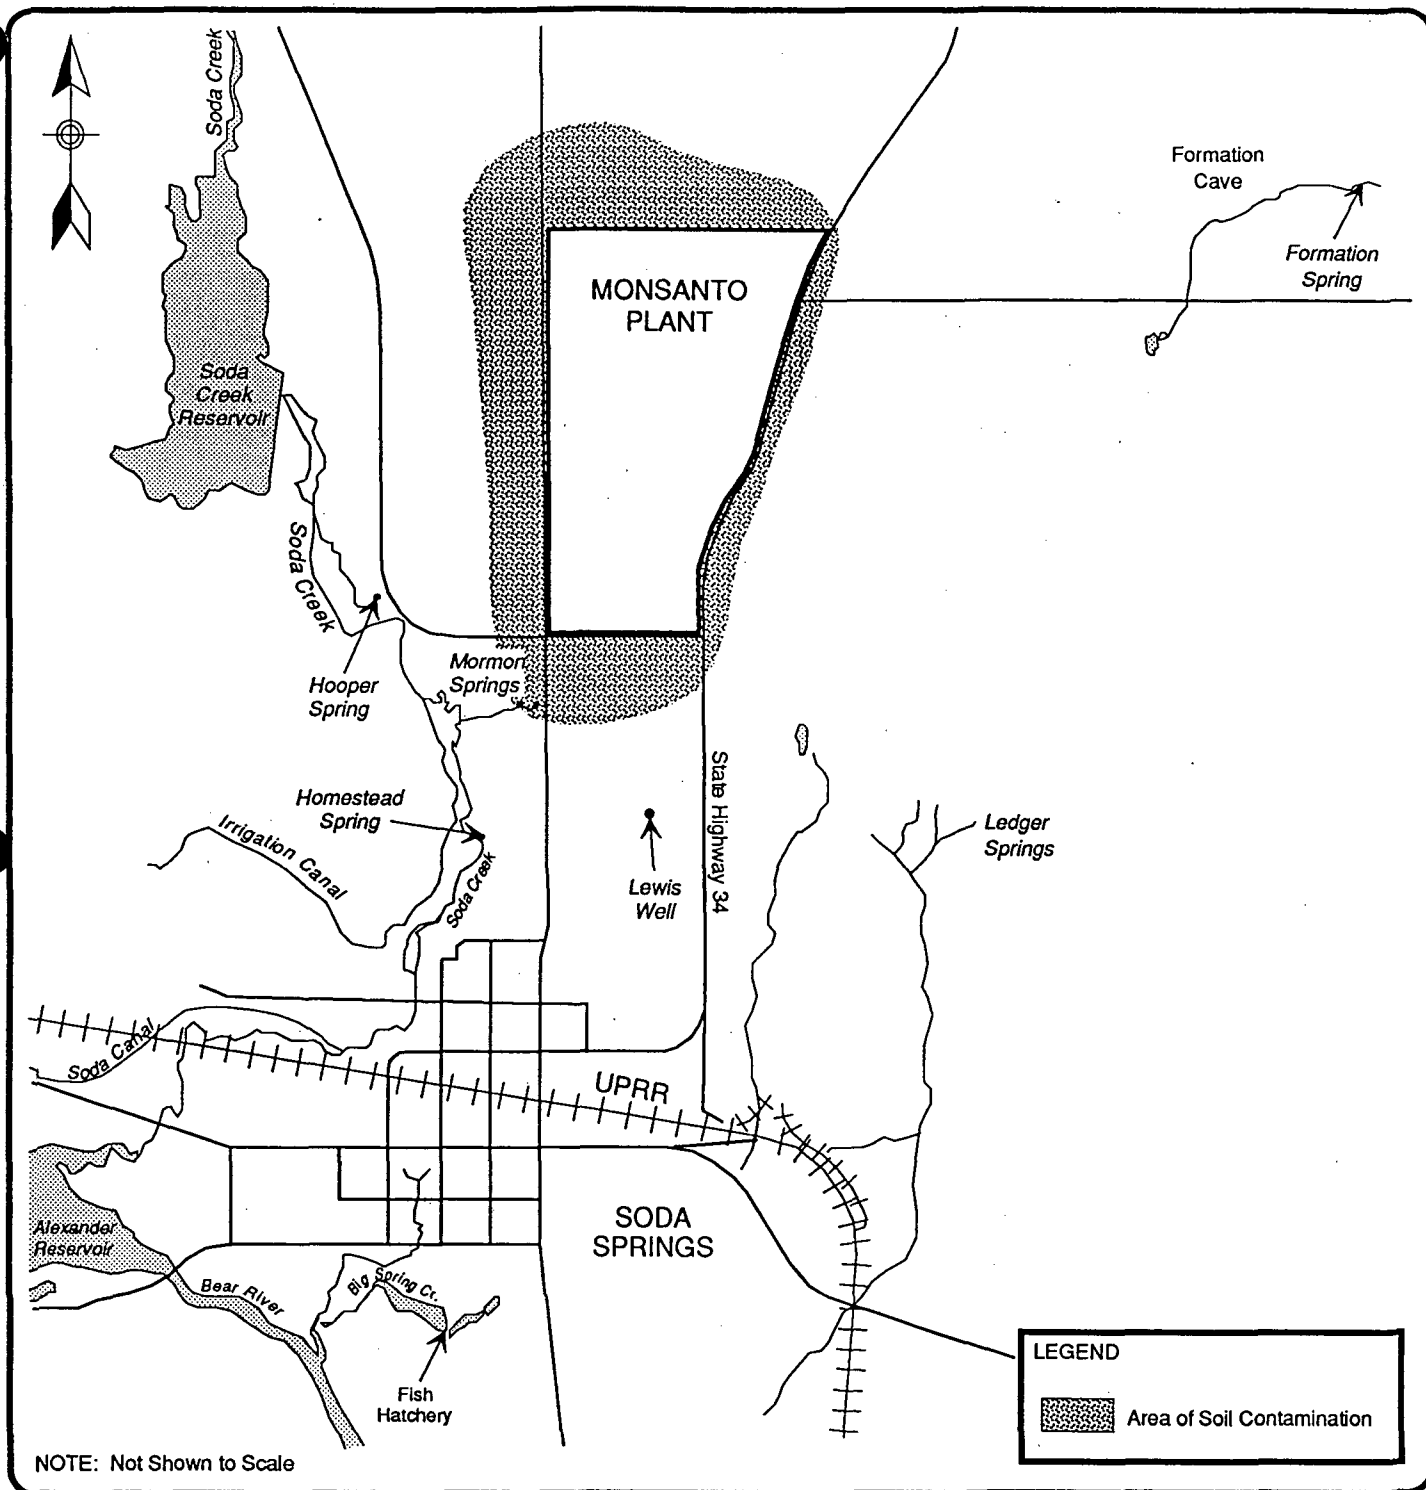 Soda Creek
Formation
Cave
Formation
Spring
MONSANTO
PLANT
Soda
Creek
Reservoir
Soda Creek
Mormon
Springs
Hooper
Spring
State Highway 34
Homestead
Spring
Irrigation Canal
Soda Creek
Lewis
Well
Ledger
Springs
Soda Canal
UPRR
SODA
SPRINGS
Alexander
Reservoir
Bear River
Big Spring Cr.
Fish
Hatchery
LEGEND
Area of Soil Contamination
NOTE: Not Shown to Scale